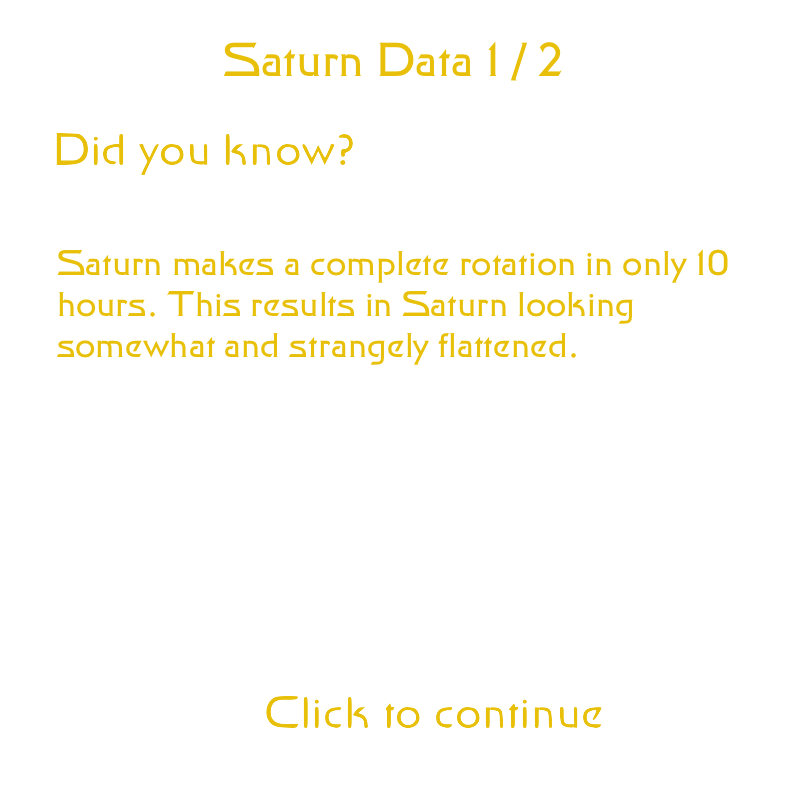 Saturn Data 1 / 2
Did you know?
Saturn makes a complete rotation in only 10
hours. This results in Saturn looking
somewhat and strangely flattened.
Click to continue